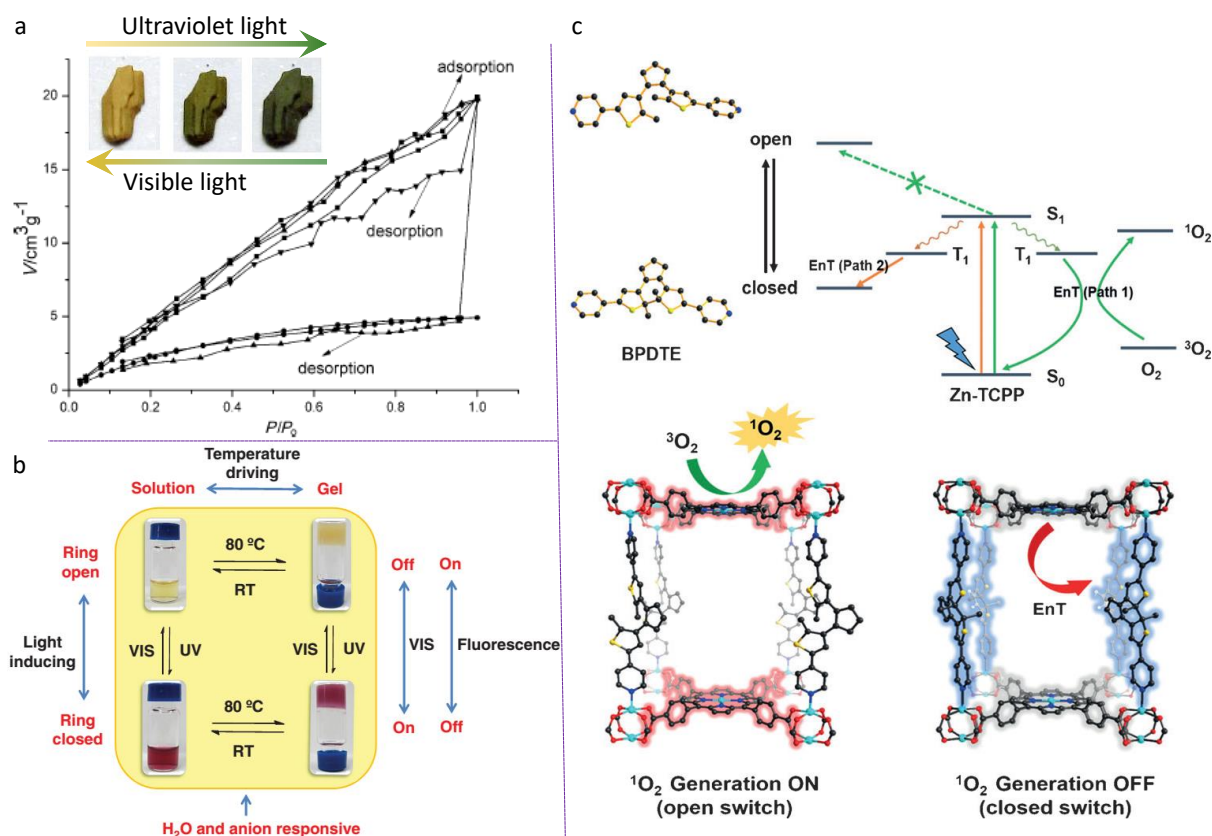 a
Ultraviolet light
Visible light
adsorption
desorption
desorption
V/cm³g⁻¹
20
15
10
5
0
0.0
0.2
0.4
0.6
0.8
1.0
P/P₀
b
Temperature
driving
Solution
Gel
Ring
open
80 ºC
RT
Off
On
Light
inducing
VIS
UV
VIS
UV
VIS
Fluorescence
Ring
closed
80 ºC
RT
On
Off
H₂O and anion responsive
c
open
closed
BPDTE
S₁
T₁
T₁
EnT (Path 2)
EnT (Path 1)
¹O₂
³O₂
O₂
S₀
Zn-TCPP
³O₂
¹O₂
EnT
¹O₂ Generation ON
(open switch)
¹O₂ Generation OFF
(closed switch)